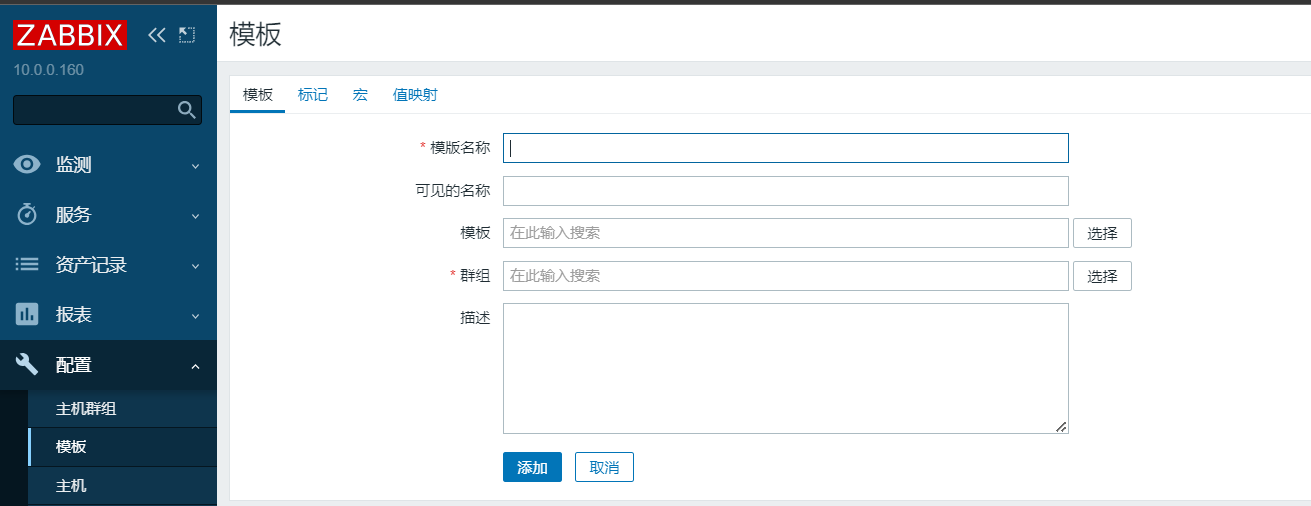 ZABBIX
10.0.0.160
监测
服务
资产记录
报表
配置
主机群组
模板
主机
模板
模板 标记 宏 值映射
* 模版名称
可见的名称
模板 在此输入搜索 选择
* 群组 在此输入搜索 选择
描述
添加 取消